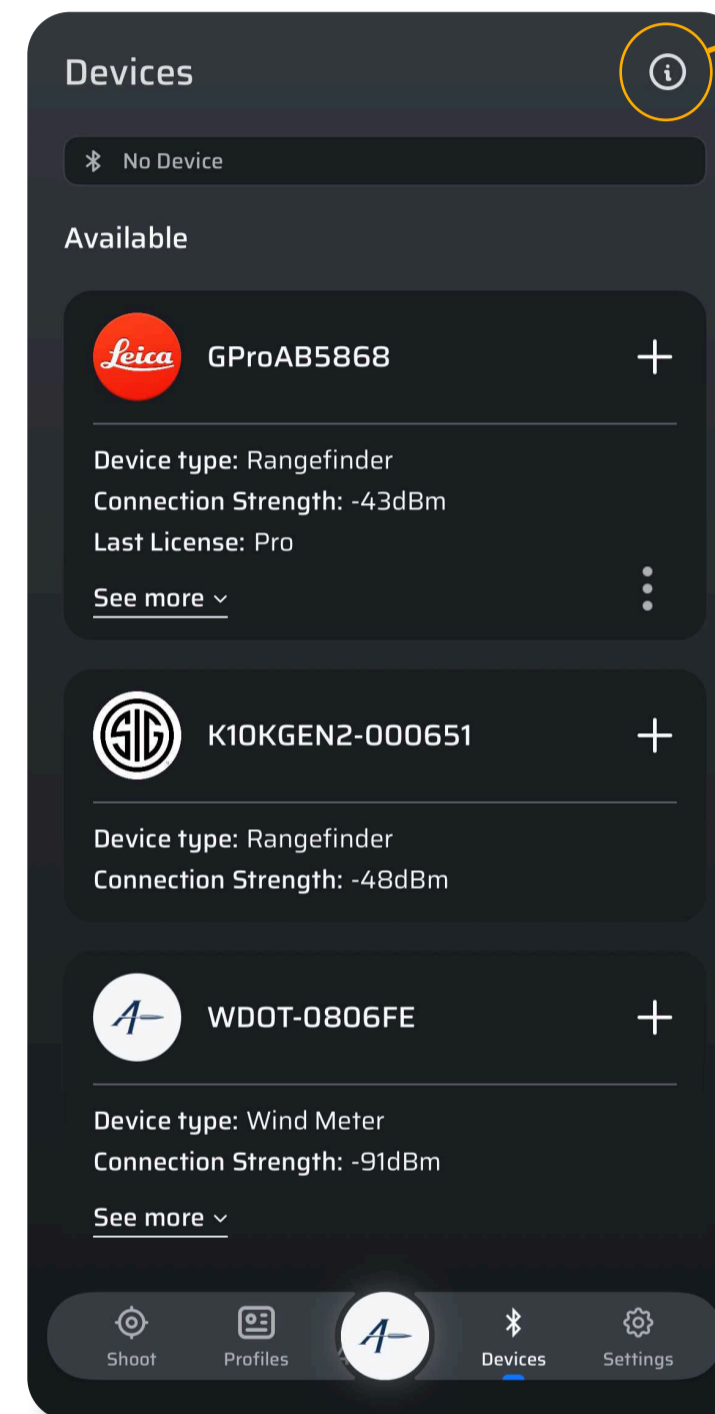 Devices
No Device
Available
Leica
GProAB5868
Device type: Rangefinder
Connection Strength: -43dBm
Last License: Pro
See more
SIG
K10KGEN2-000651
Device type: Rangefinder
Connection Strength: -48dBm
WDOT-0806FE
Device type: Wind Meter
Connection Strength: -91dBm
See more
Shoot
Profiles
Devices
Settings